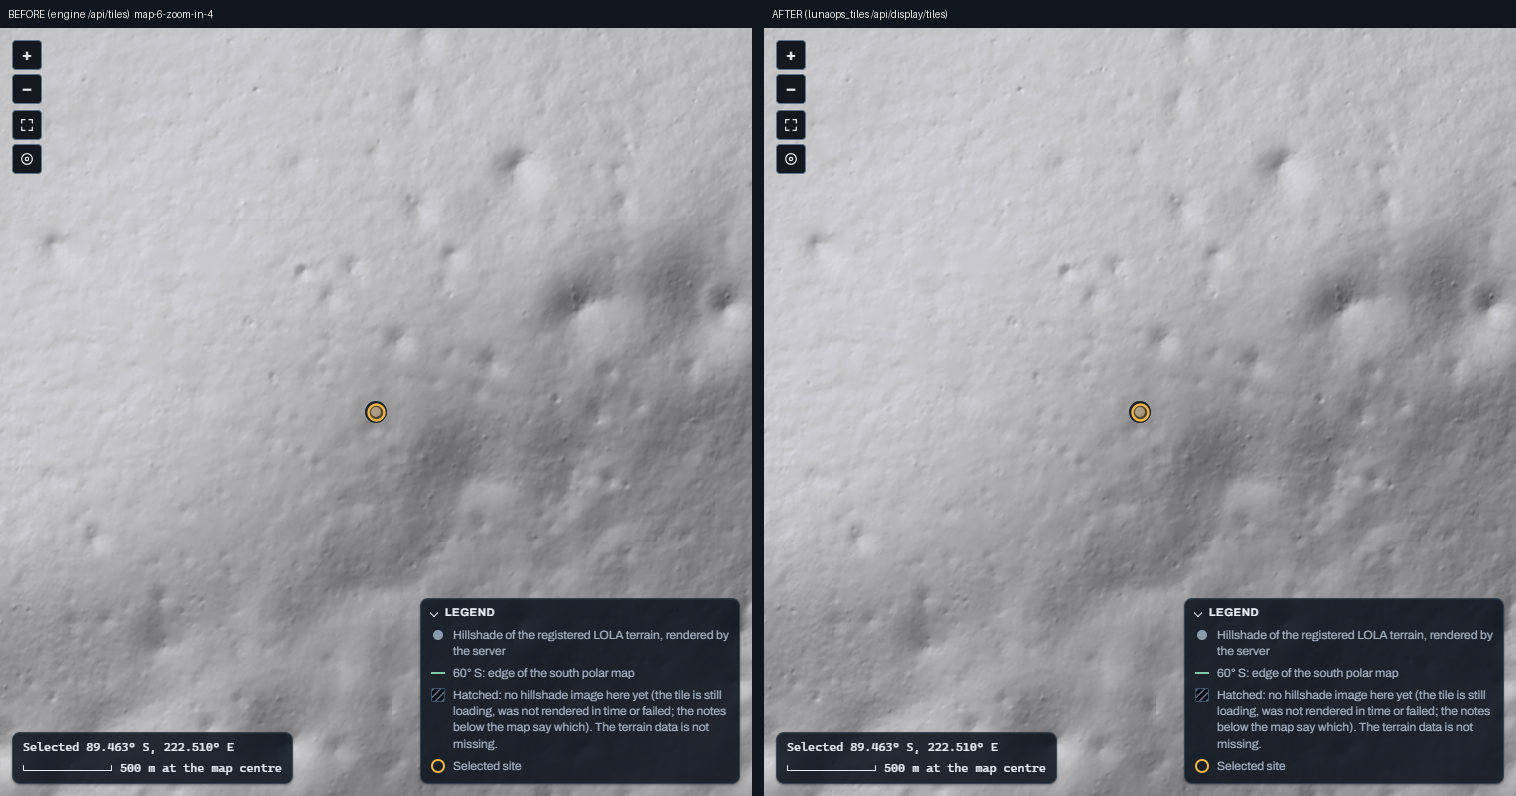 BEFORE (engine /api/tiles) map-6-zoom-in-4
LEGEND
Hillshade of the registered LOLA terrain, rendered by
the server
60° S: edge of the south polar map
Hatched: no hillshade image here yet (the tile is still
loading, was not rendered in time or failed; the notes
below the map say which). The terrain data is not
missing.
Selected site
Selected 89.463° S, 222.510° E
500 m at the map centre
AFTER (lunaops_tiles /api/display/tiles)
LEGEND
Hillshade of the registered LOLA terrain, rendered by
the server
60° S: edge of the south polar map
Hatched: no hillshade image here yet (the tile is still
loading, was not rendered in time or failed; the notes
below the map say which). The terrain data is not
missing.
Selected site
Selected 89.463° S, 222.510° E
500 m at the map centre